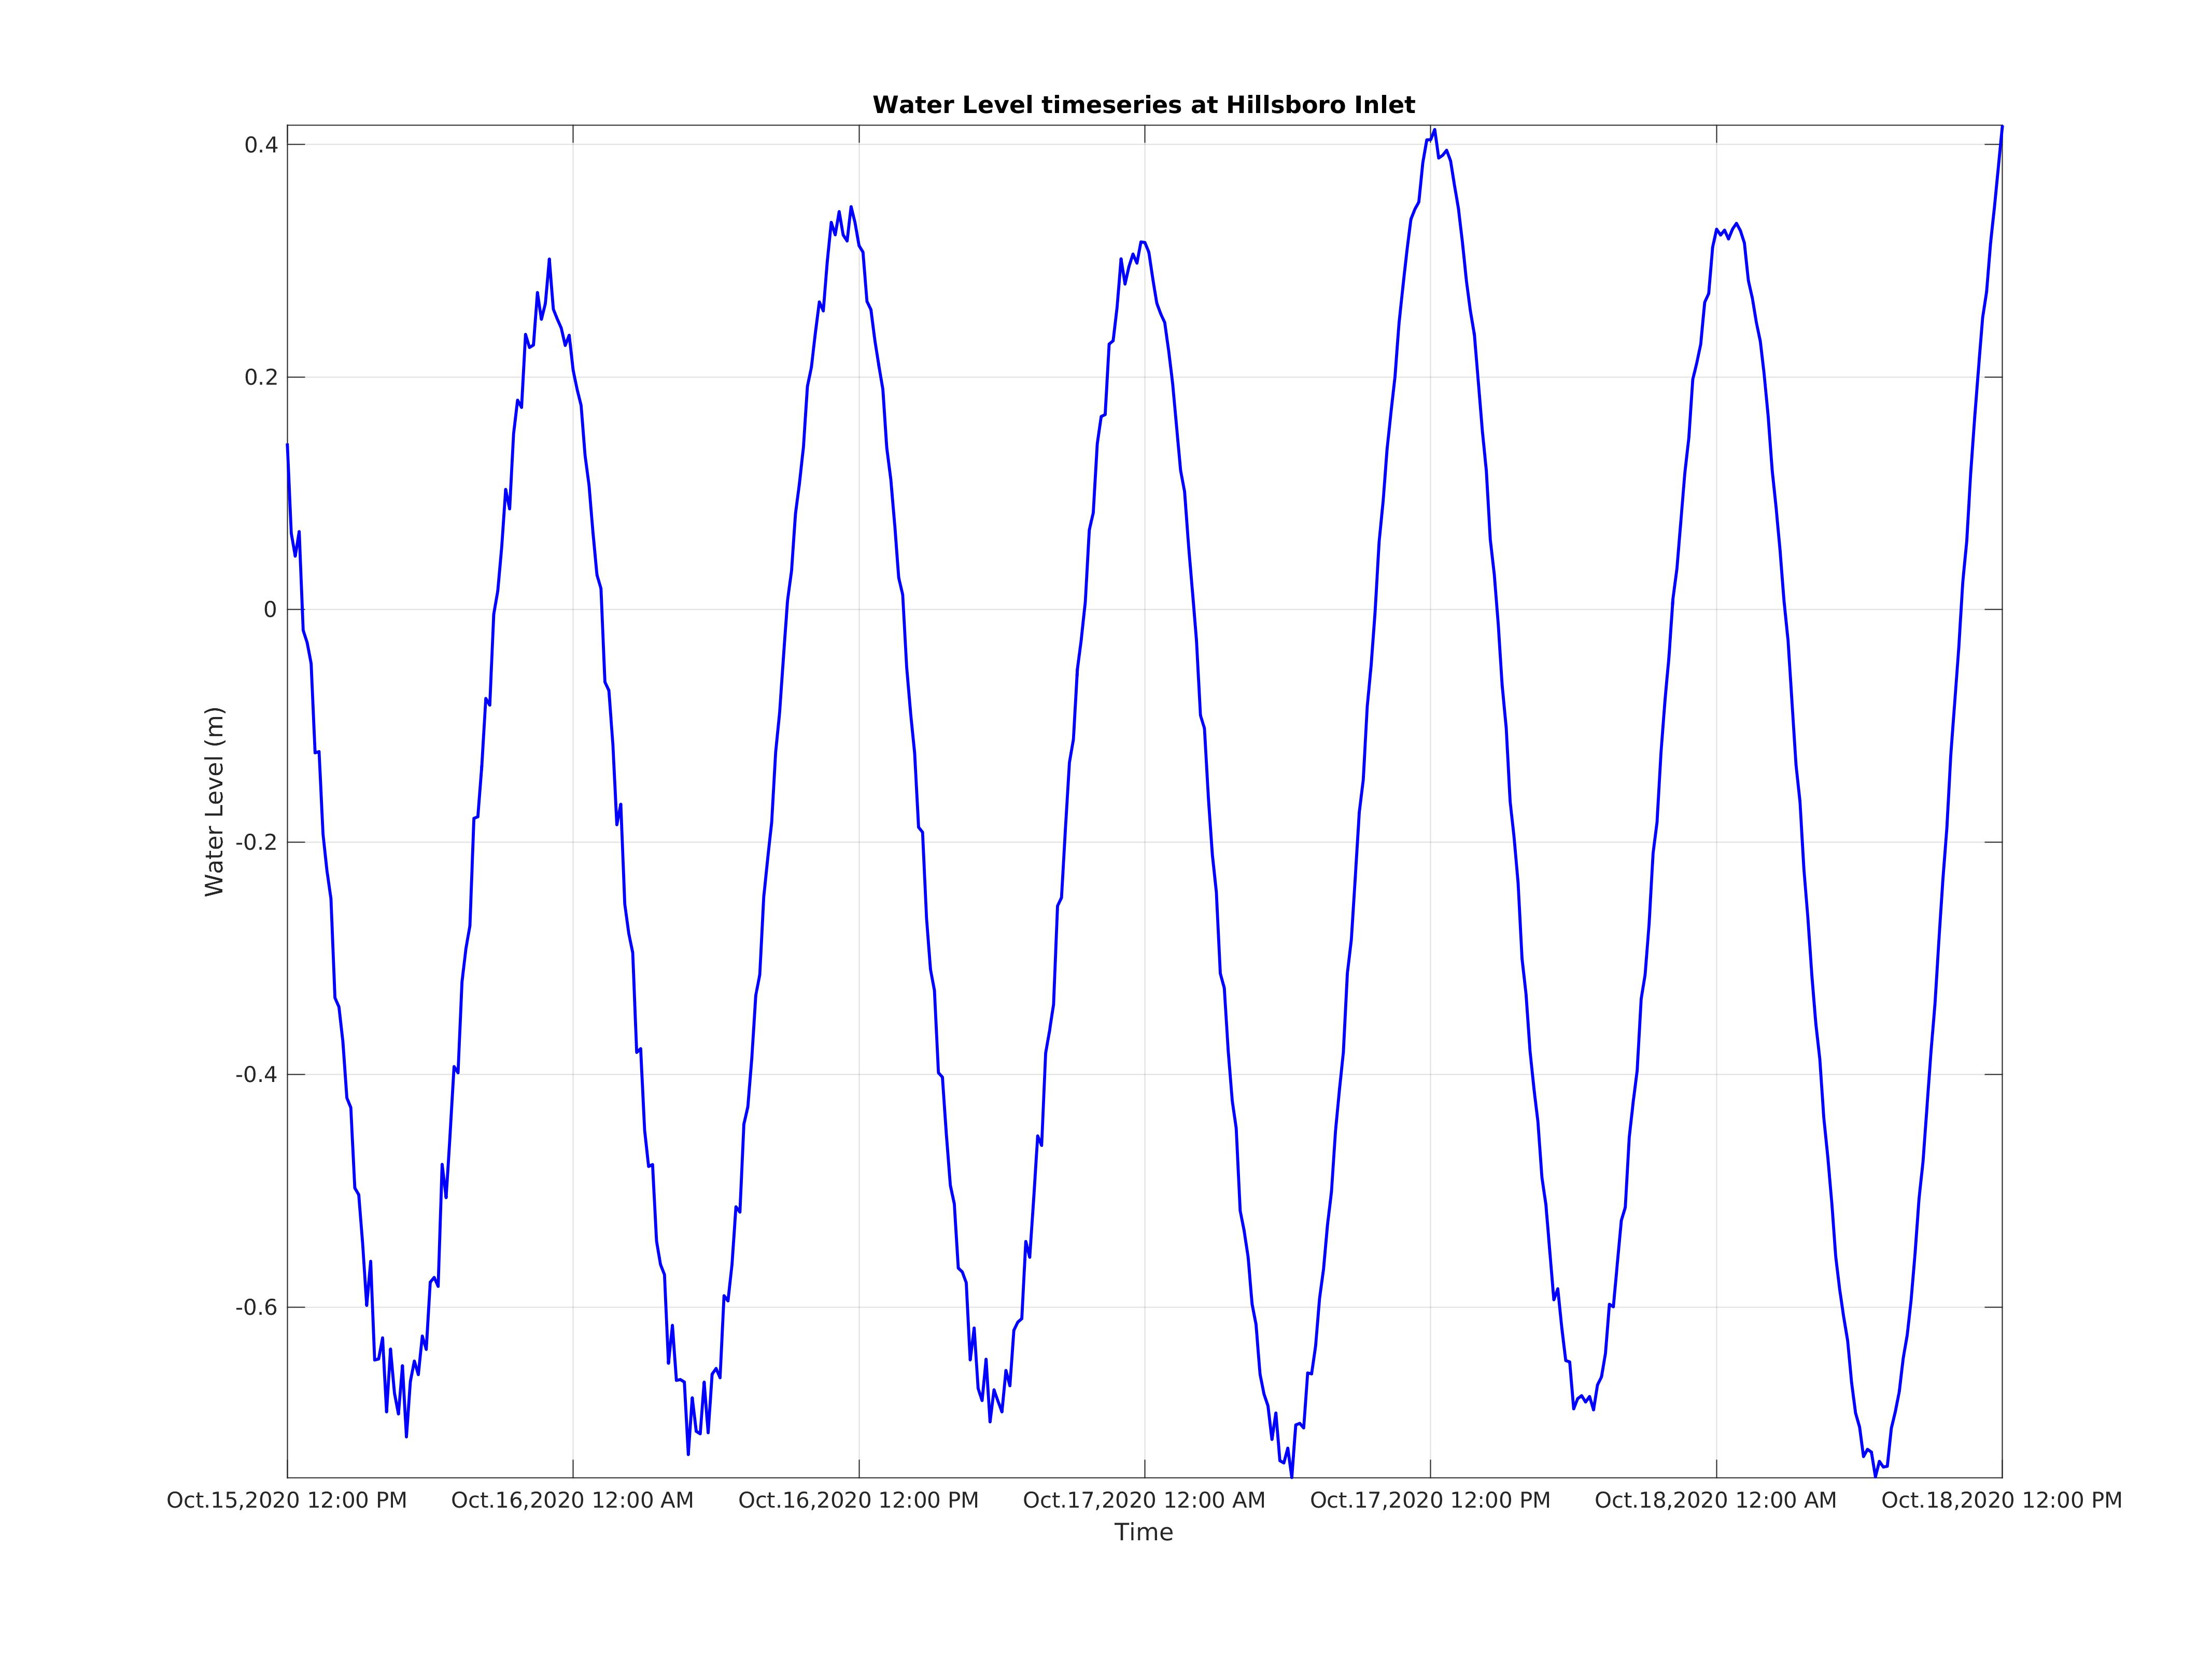 Water Level timeseries at Hillsboro Inlet
0.4
0.2
0
-0.2
-0.4
-0.6
Water Level (m)
Oct.15,2020 12:00 PM Oct.16,2020 12:00 AM Oct.16,2020 12:00 PM Oct.17,2020 12:00 AM Oct.17,2020 12:00 PM Oct.18,2020 12:00 AM Oct.18,2020 12:00 PM
Time